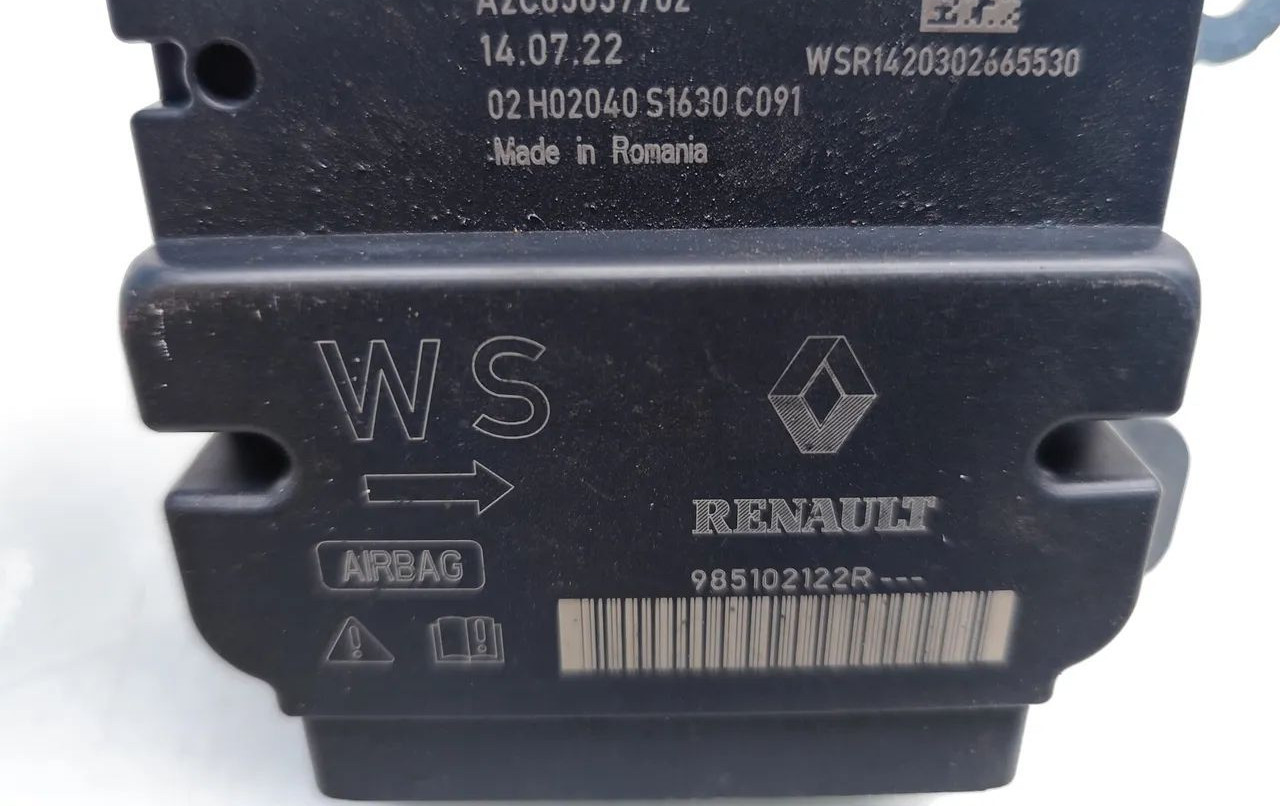 14.07.22
WSR1420302665530
02 H02040 S1630 C091
Made in Romania
WS
RENAULT
AIRBAG
985102122R---